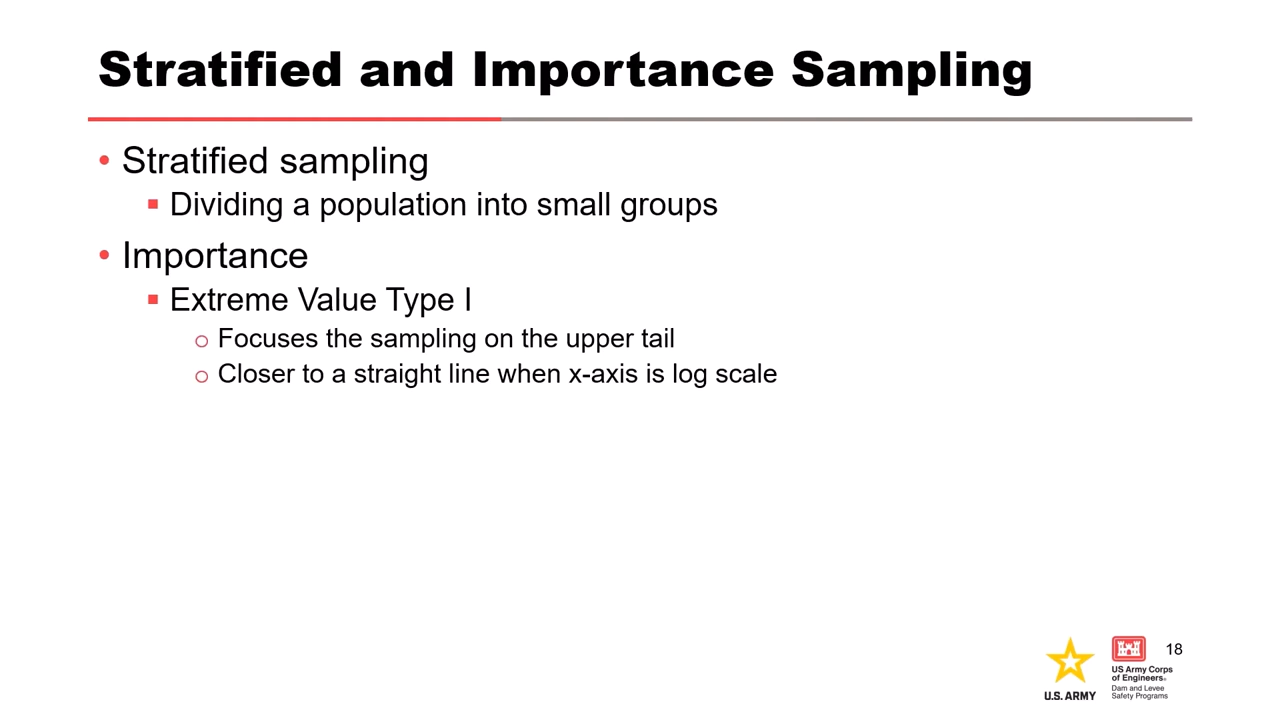 Stratified and Importance Sampling
• Stratified sampling
▪ Dividing a population into small groups
• Importance
▪ Extreme Value Type I
o Focuses the sampling on the upper tail
o Closer to a straight line when x-axis is log scale
18
U.S. ARMY
US Army Corps
of Engineers®
Dam and Levee
Safety Programs